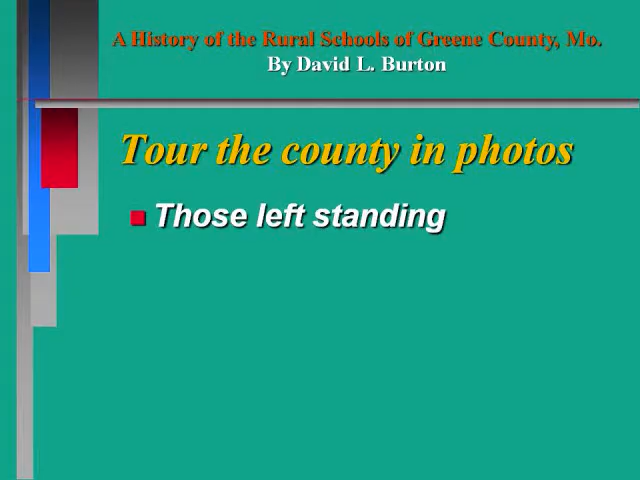 A History of the Rural Schools of Greene County, Mo.
By David L. Burton
Tour the county in photos
Those left standing